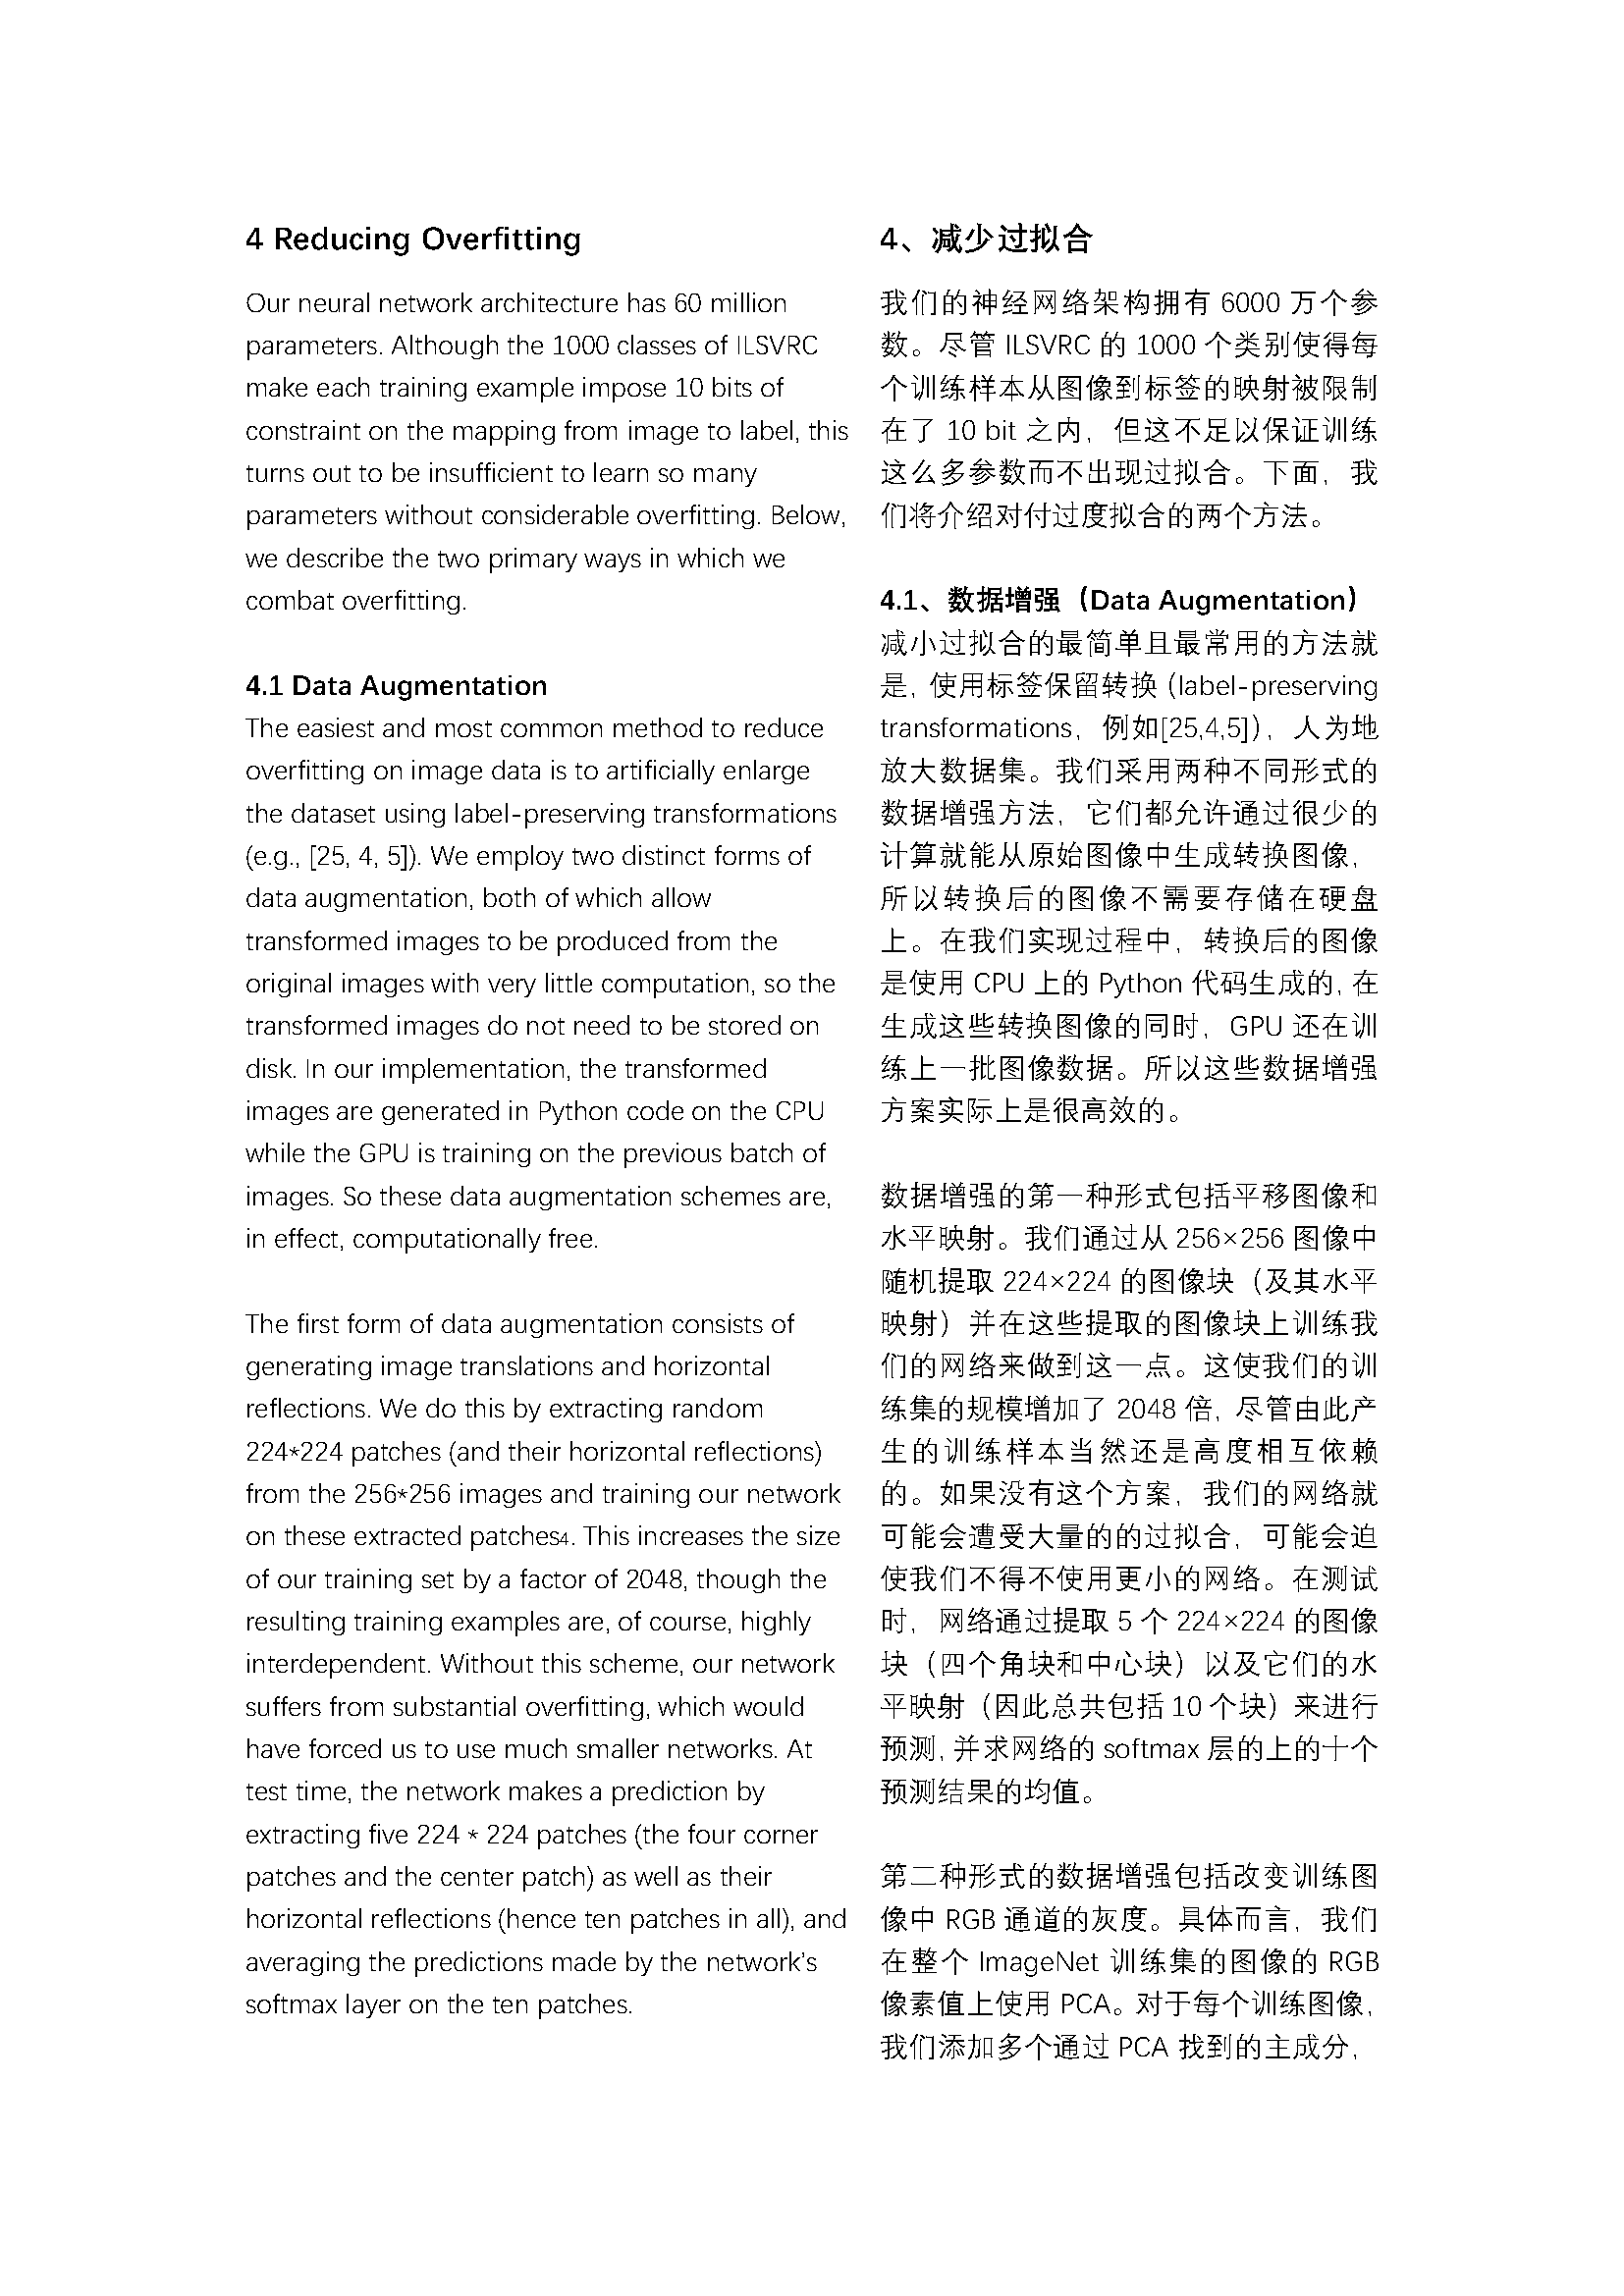 4 Reducing Overfitting
Our neural network architecture has 60 million
parameters. Although the 1000 classes of ILSVRC
make each training example impose 10 bits of
constraint on the mapping from image to label, this
turns out to be insufficient to learn so many
parameters without considerable overfitting. Below,
we describe the two primary ways in which we
combat overfitting.
4.1 Data Augmentation
The easiest and most common method to reduce
overfitting on image data is to artificially enlarge
the dataset using label-preserving transformations
(e.g., [25, 4, 5]). We employ two distinct forms of
data augmentation, both of which allow
transformed images to be produced from the
original images with very little computation, so the
transformed images do not need to be stored on
disk. In our implementation, the transformed
images are generated in Python code on the CPU
while the GPU is training on the previous batch of
images. So these data augmentation schemes are,
in effect, computationally free.
The first form of data augmentation consists of
generating image translations and horizontal
reflections. We do this by extracting random
224*224 patches (and their horizontal reflections)
from the 256*256 images and training our network
on these extracted patches4. This increases the size
of our training set by a factor of 2048, though the
resulting training examples are, of course, highly
interdependent. Without this scheme, our network
suffers from substantial overfitting, which would
have forced us to use much smaller networks. At
test time, the network makes a prediction by
extracting five 224 * 224 patches (the four corner
patches and the center patch) as well as their
horizontal reflections (hence ten patches in all), and
averaging the predictions made by the network's
softmax layer on the ten patches.
4、减少过拟合
我们的神经网络架构拥有 6000 万个参
数。尽管 ILSVRC 的 1000 个类别使得每
个训练样本从图像到标签的映射被限制
在了 10 bit 之内，但这不足以保证训练
这么多参数而不出现过拟合。下面，我
们将介绍对付过度拟合的两个方法。
4.1、数据增强（Data Augmentation）
减小过拟合的最简单且最常用的方法就
是，使用标签保留转换（label-preserving
transformations，例如[25,4,5]），人为地
放大数据集。我们采用两种不同形式的
数据增强方法，它们都允许通过很少的
计算就能从原始图像中生成转换图像，
所以转换后的图像不需要存储在硬盘
上。在我们实现过程中，转换后的图像
是使用 CPU 上的 Python 代码生成的，在
生成这些转换图像的同时，GPU 还在训
练上一批图像数据。所以这些数据增强
方案实际上是很高效的。
数据增强的第一种形式包括平移图像和
水平映射。我们通过从 256×256 图像中
随机提取 224×224 的图像块（及其水平
映射）并在这些提取的图像块上训练我
们的网络来做到这一点。这使我们的训
练集的规模增加了 2048 倍，尽管由此产
生的训练样本当然还是高度相互依赖
的。如果没有这个方案，我们的网络就
可能会遭受大量的的过拟合，可能会迫
使我们不得不使用更小的网络。在测试
时，网络通过提取 5 个 224×224 的图像
块（四个角块和中心块）以及它们的水
平映射（因此总共包括 10 个块）来进行
预测，并求网络的 softmax 层的上的十个
预测结果的均值。
第二种形式的数据增强包括改变训练图
像中 RGB 通道的灰度。具体而言，我们
在整个 ImageNet 训练集的图像的 RGB
像素值上使用 PCA。对于每个训练图像，
我们添加多个通过 PCA 找到的主成分，